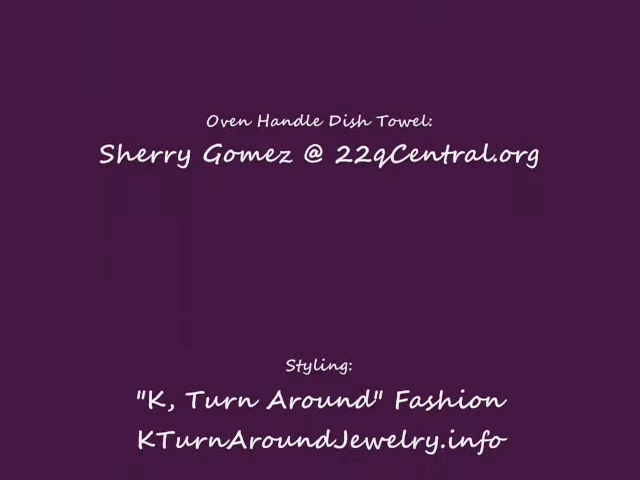 Oven Handle Dish Towel:
Sherry Gomez @ 22qCentral.org
Styling:
"K, Turn Around" Fashion
KTurnAroundJewelry.info